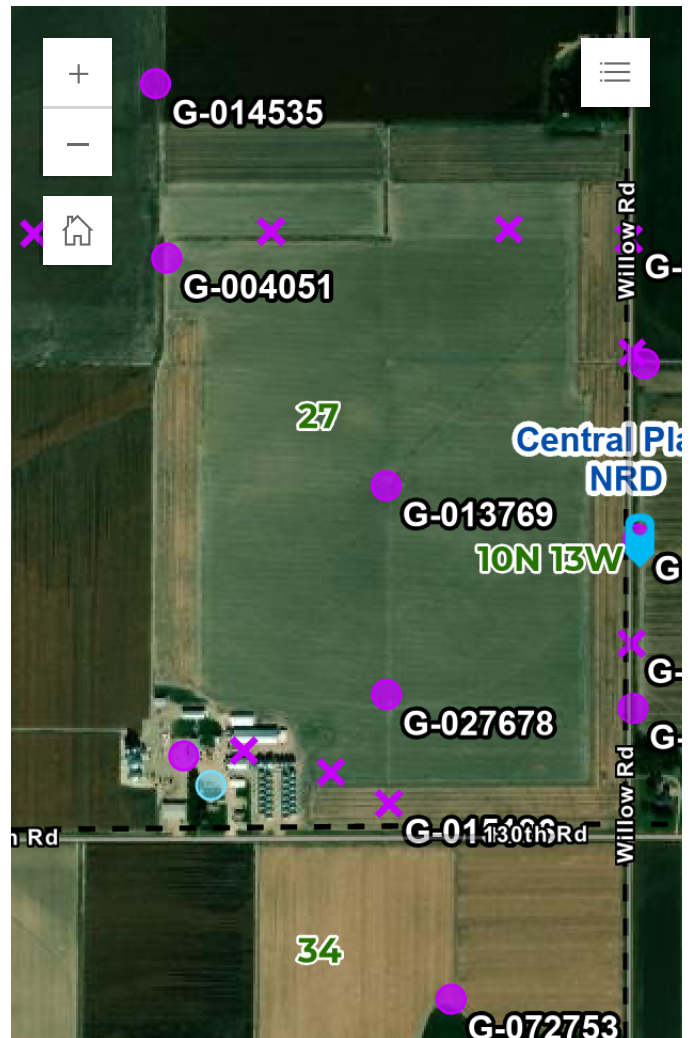 G-014535
Willow Rd
G-004051
G-
27
Central Pla
NRD
G-013769
10N 13W
G
G-
G-027678
G-
Willow Rd
130th Rd
Rd
34
G-072753